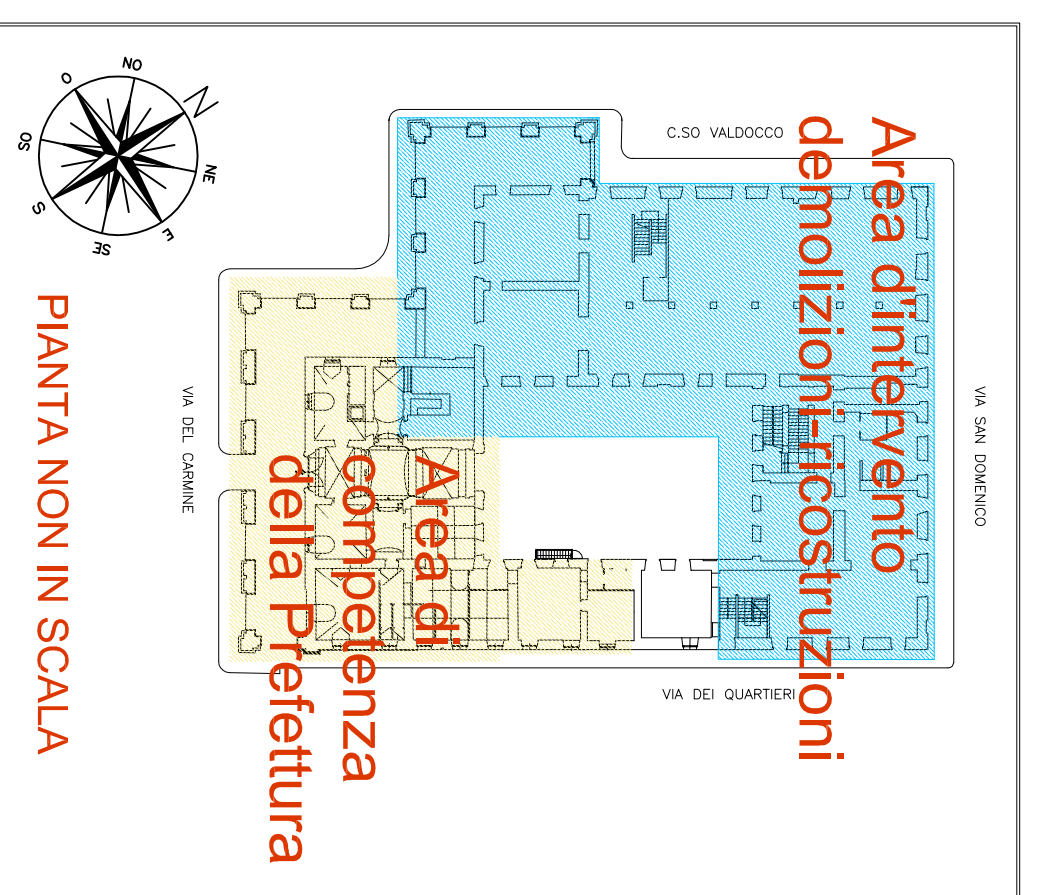 NO
N
NE
E
SE
S
SO
O
C.SO VALDOCCO
Area d'intervento
demolizioni-ricostruzioni
VIA SAN DOMENICO
VIA DEL CARMINE
Area di
competenza
della Prefettura
VIA DEI QUARTIERI
PIANTA NON IN SCALA